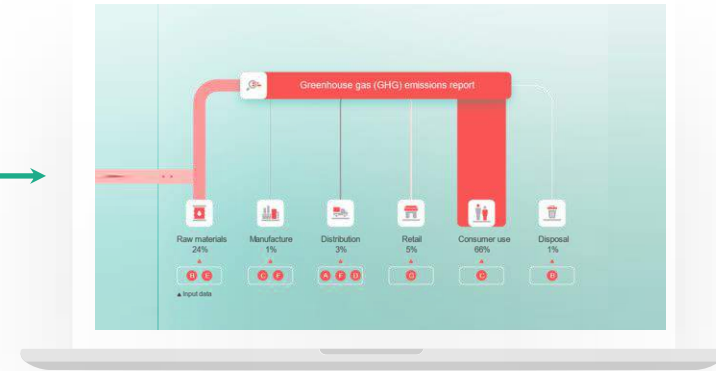 Greenhouse gas (GHG) emissions report
Raw materials
24%
Manufacture
1%
Distribution
3%
Retail
5%
Consumer use
66%
Disposal
1%
C
B
▲ Input data